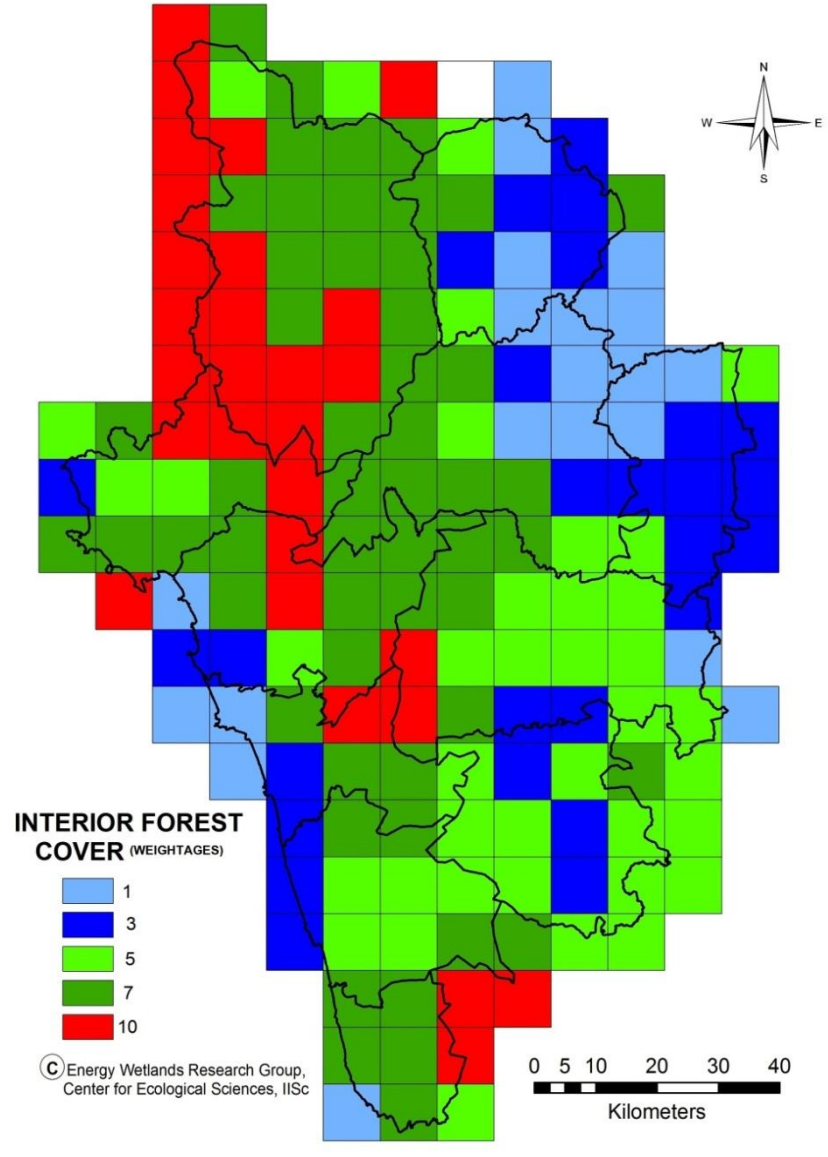 N
W E
S
INTERIOR FOREST
COVER (WEIGHTAGES)
1
3
5
7
10
C Energy Wetlands Research Group,
Center for Ecological Sciences, IISc
0 5 10 20 30 40
Kilometers